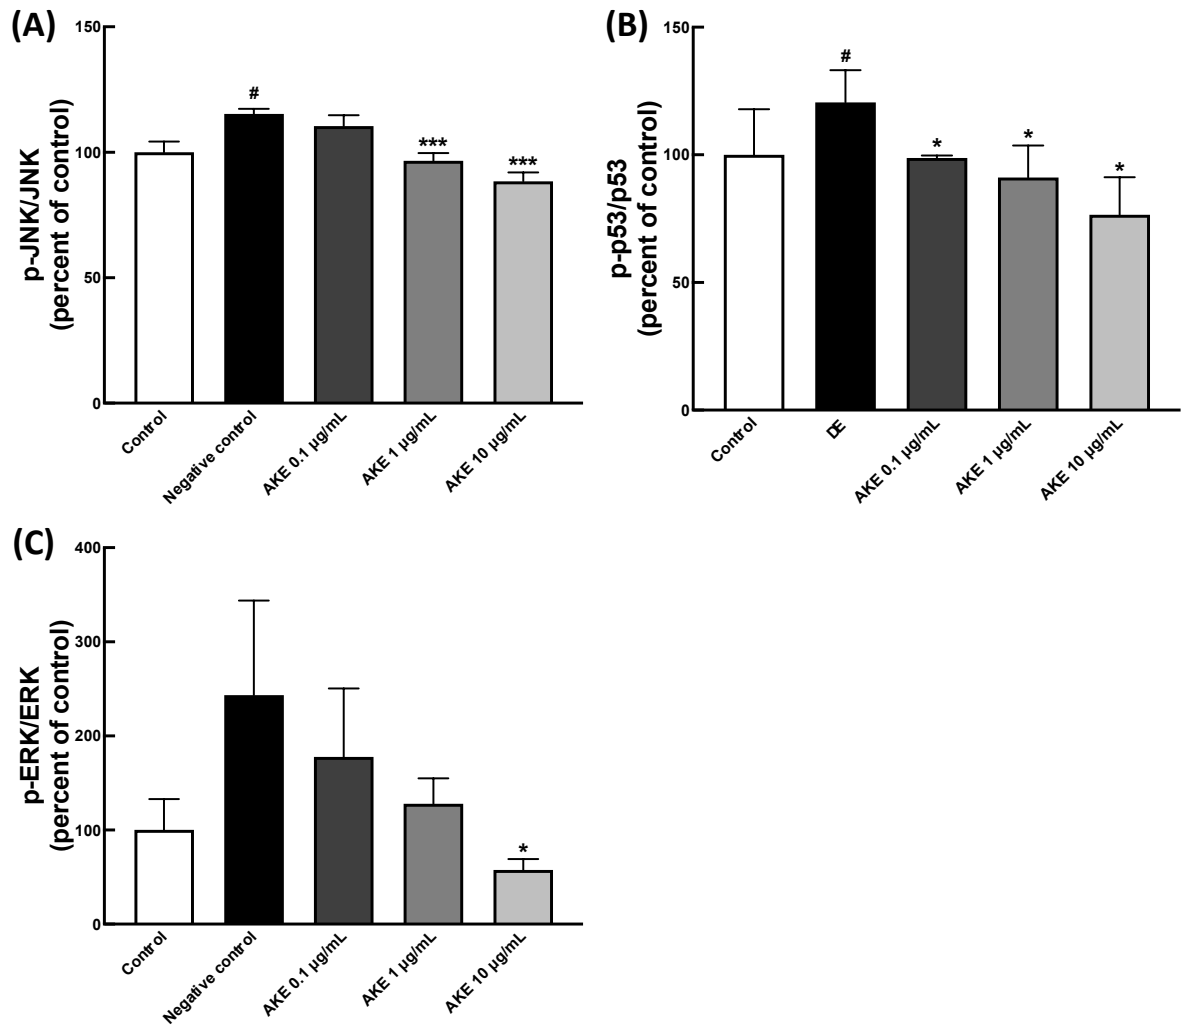 (A)
p-JNK/JNK
(percent of control)
150
100
50
0
#
***
***
Control
Negative control
AKE 0.1 µg/mL
AKE 1 µg/mL
AKE 10 µg/mL
(B)
p-p53/p53
(percent of control)
150
100
50
0
#
*
*
*
Control
DE
AKE 0.1 µg/mL
AKE 1 µg/mL
AKE 10 µg/mL
(C)
p-ERK/ERK
(percent of control)
400
300
200
100
0
*
Control
Negative control
AKE 0.1 µg/mL
AKE 1 µg/mL
AKE 10 µg/mL